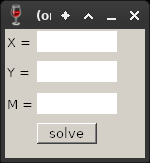 (or
X =
Y =
M =
solve